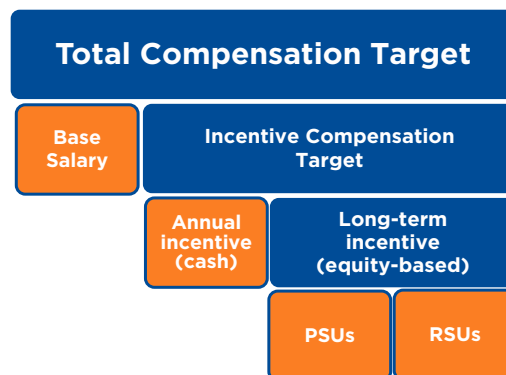 Total Compensation Target
Base
Salary
Incentive Compensation
Target
Annual
incentive
(cash)
Long-term
incentive
(equity-based)
PSUs
RSUs